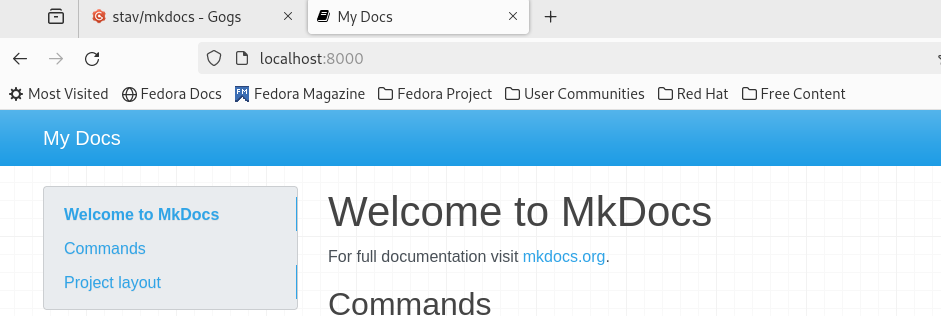 stav/mkdocs - Gogs
My Docs
localhost:8000
Most Visited Fedora Docs FM Fedora Magazine Fedora Project User Communities Red Hat Free Content
My Docs
Welcome to MkDocs
Commands
Project layout
Welcome to MkDocs
For full documentation visit mkdocs.org.
Commands